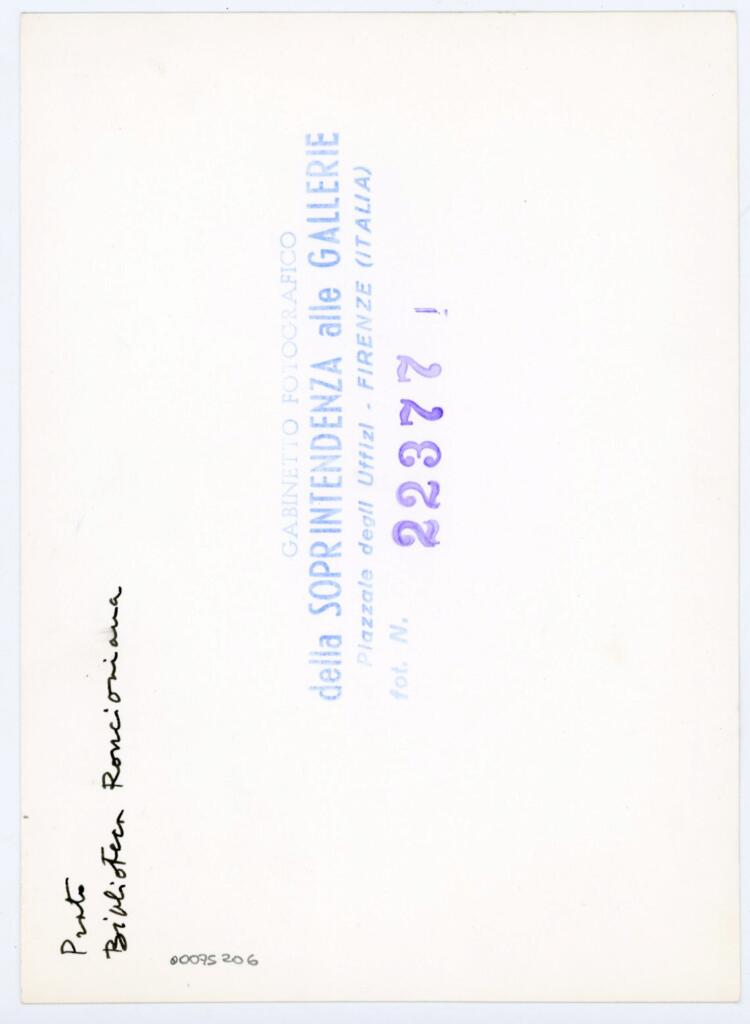 GABINETTO FOTOGRAFICO
della SOPRINTENDENZA alle GALLERIE
Piazzale degli Uffizi - FIRENZE (ITALIA)
fot. N. 22377
Prato
Biblioteca Roncioniana
00095206